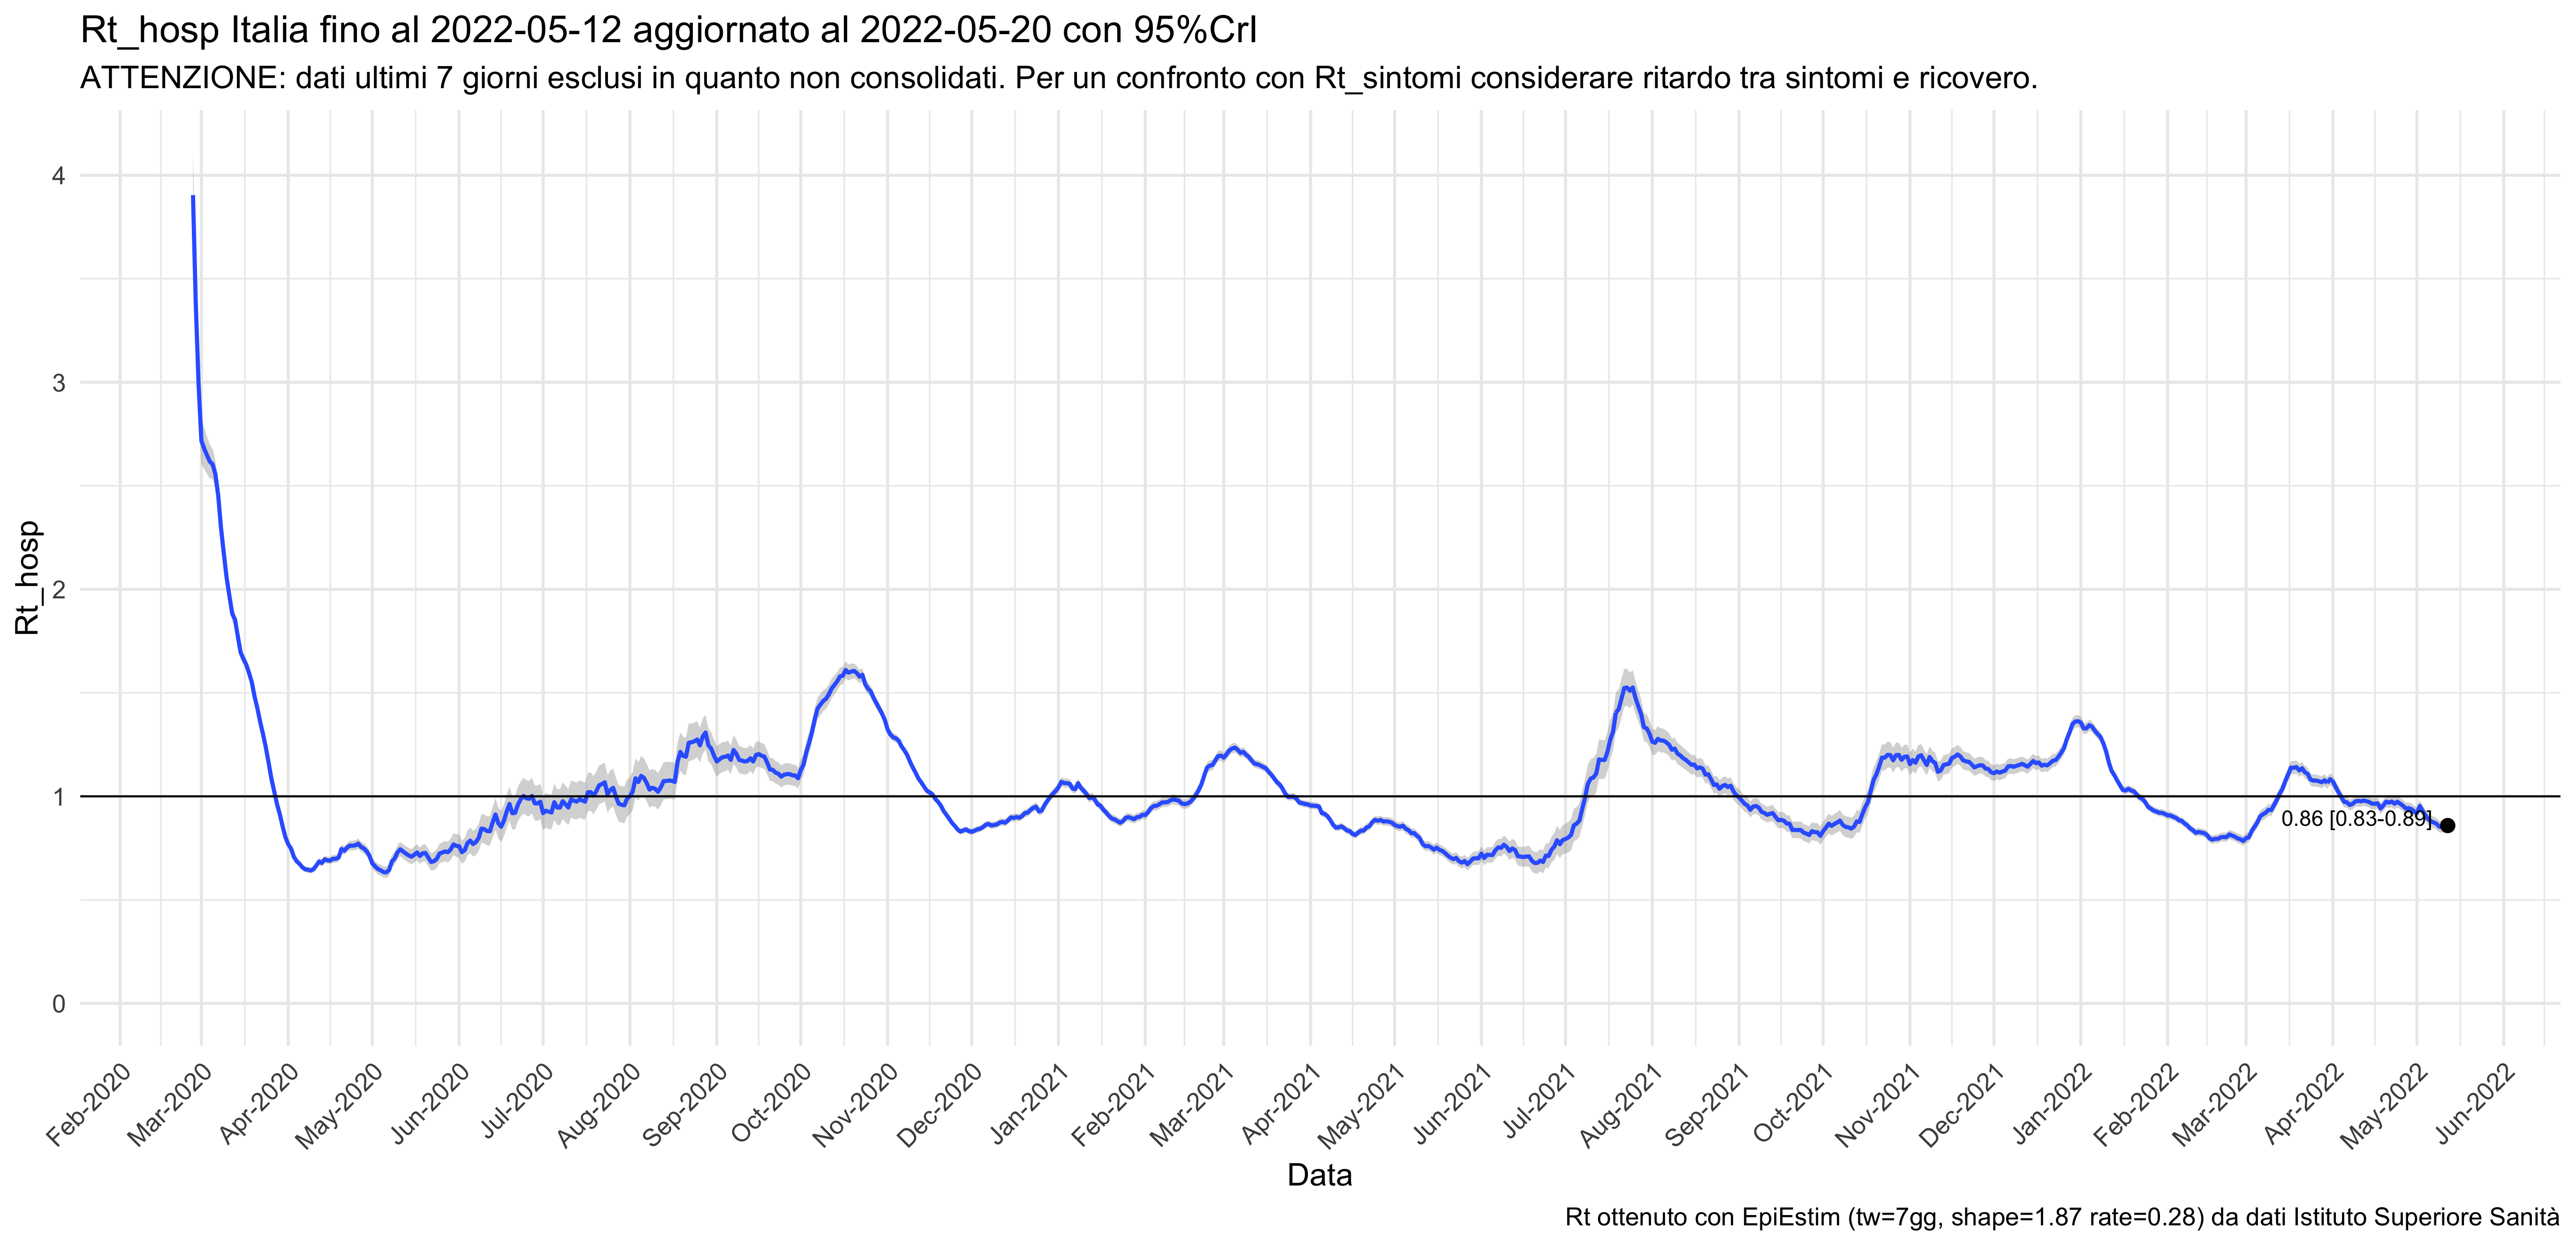 Rt_hosp Italia fino al 2022-05-12 aggiornato al 2022-05-20 con 95%CrI
ATTENZIONE: dati ultimi 7 giorni esclusi in quanto non consolidati. Per un confronto con Rt_sintomi considerare ritardo tra sintomi e ricovero.
Rt_hosp
4
3
2
1
0
0.86 [0.83-0.89]
Feb-2020
Mar-2020
Apr-2020
May-2020
Jun-2020
Jul-2020
Aug-2020
Sep-2020
Oct-2020
Nov-2020
Dec-2020
Jan-2021
Feb-2021
Mar-2021
Apr-2021
May-2021
Jun-2021
Jul-2021
Aug-2021
Sep-2021
Oct-2021
Nov-2021
Dec-2021
Jan-2022
Feb-2022
Mar-2022
Apr-2022
May-2022
Jun-2022
Data
Rt ottenuto con EpiEstim (tw=7gg, shape=1.87 rate=0.28) da dati Istituto Superiore Sanità